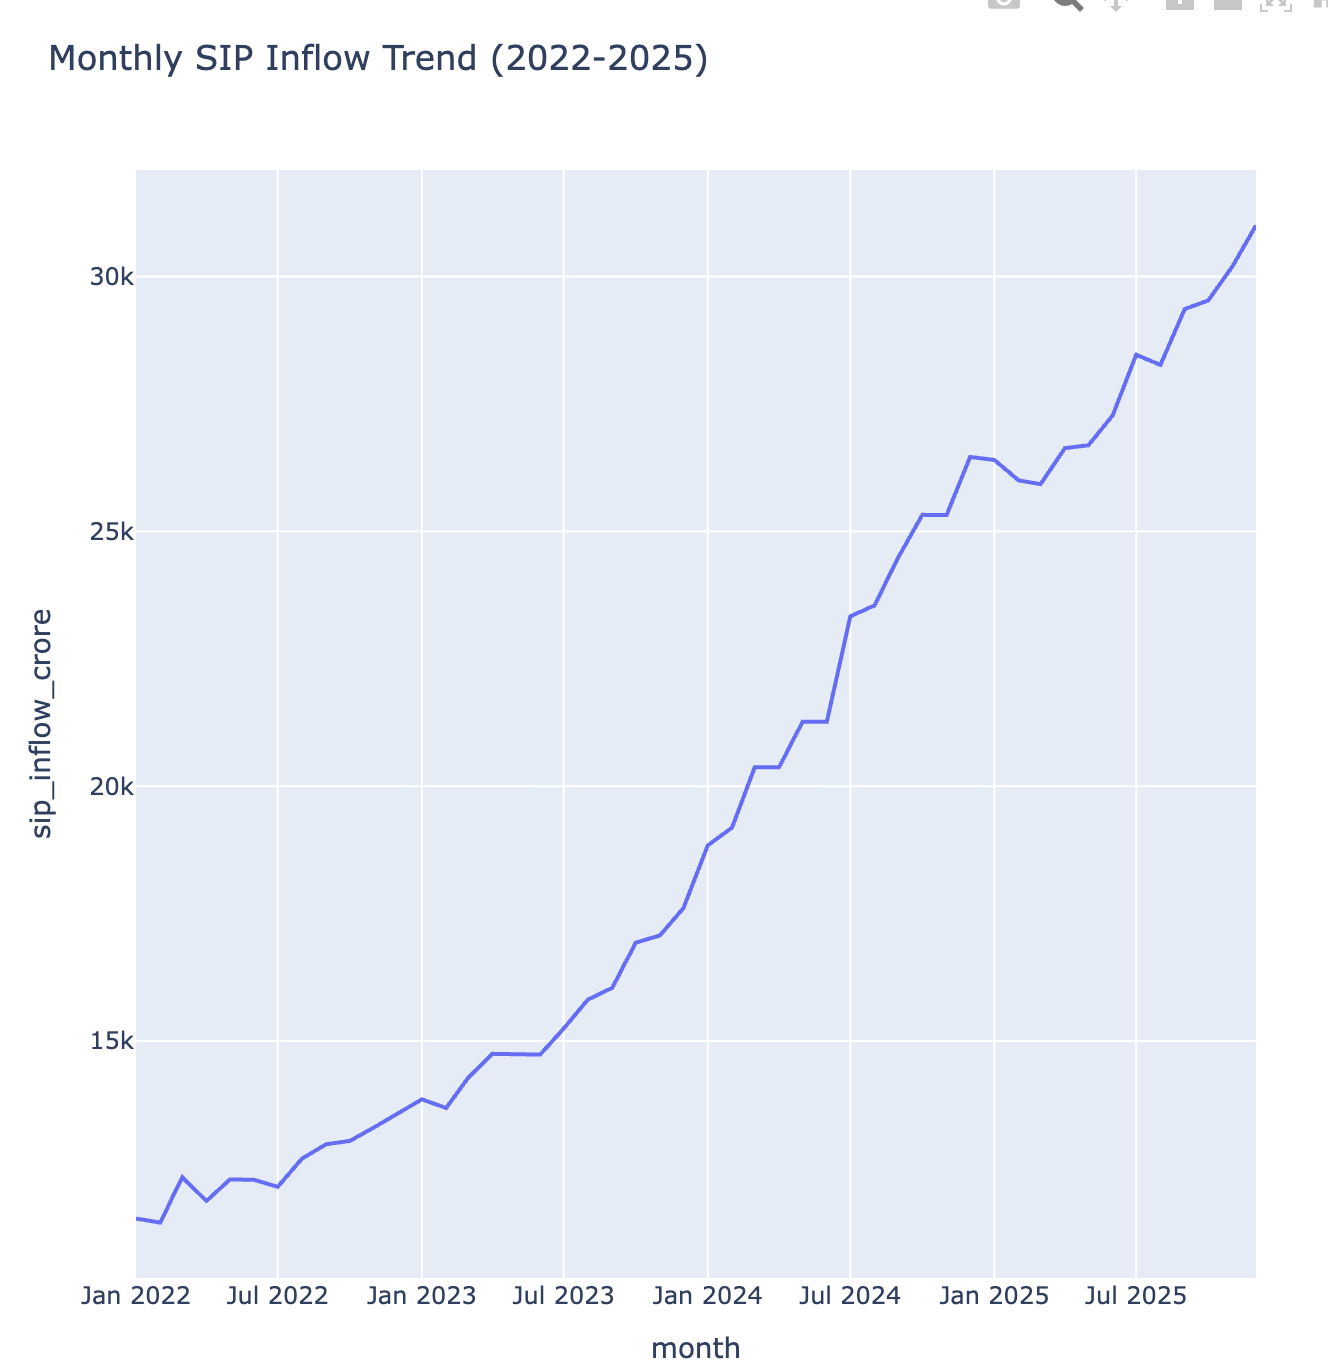 Monthly SIP Inflow Trend (2022-2025)
30k
25k
20k
15k
sip_inflow_crore
Jan 2022 Jul 2022 Jan 2023 Jul 2023 Jan 2024 Jul 2024 Jan 2025 Jul 2025
month